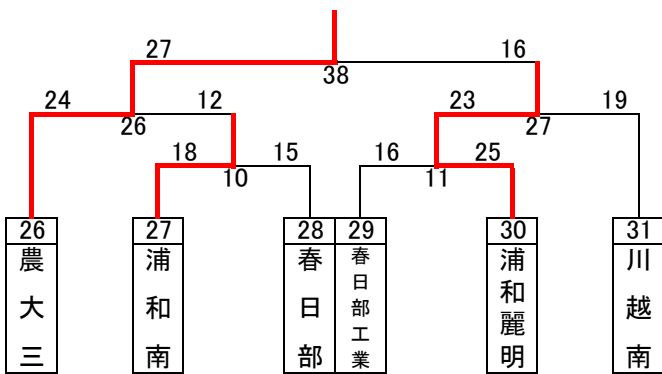 27 16
38
24 12 23 19
26 27
18 15 16 25
10 11
26 27 28 29 30 31
農大三
浦和南
春日部
春日部工業
浦和麗明
川越南